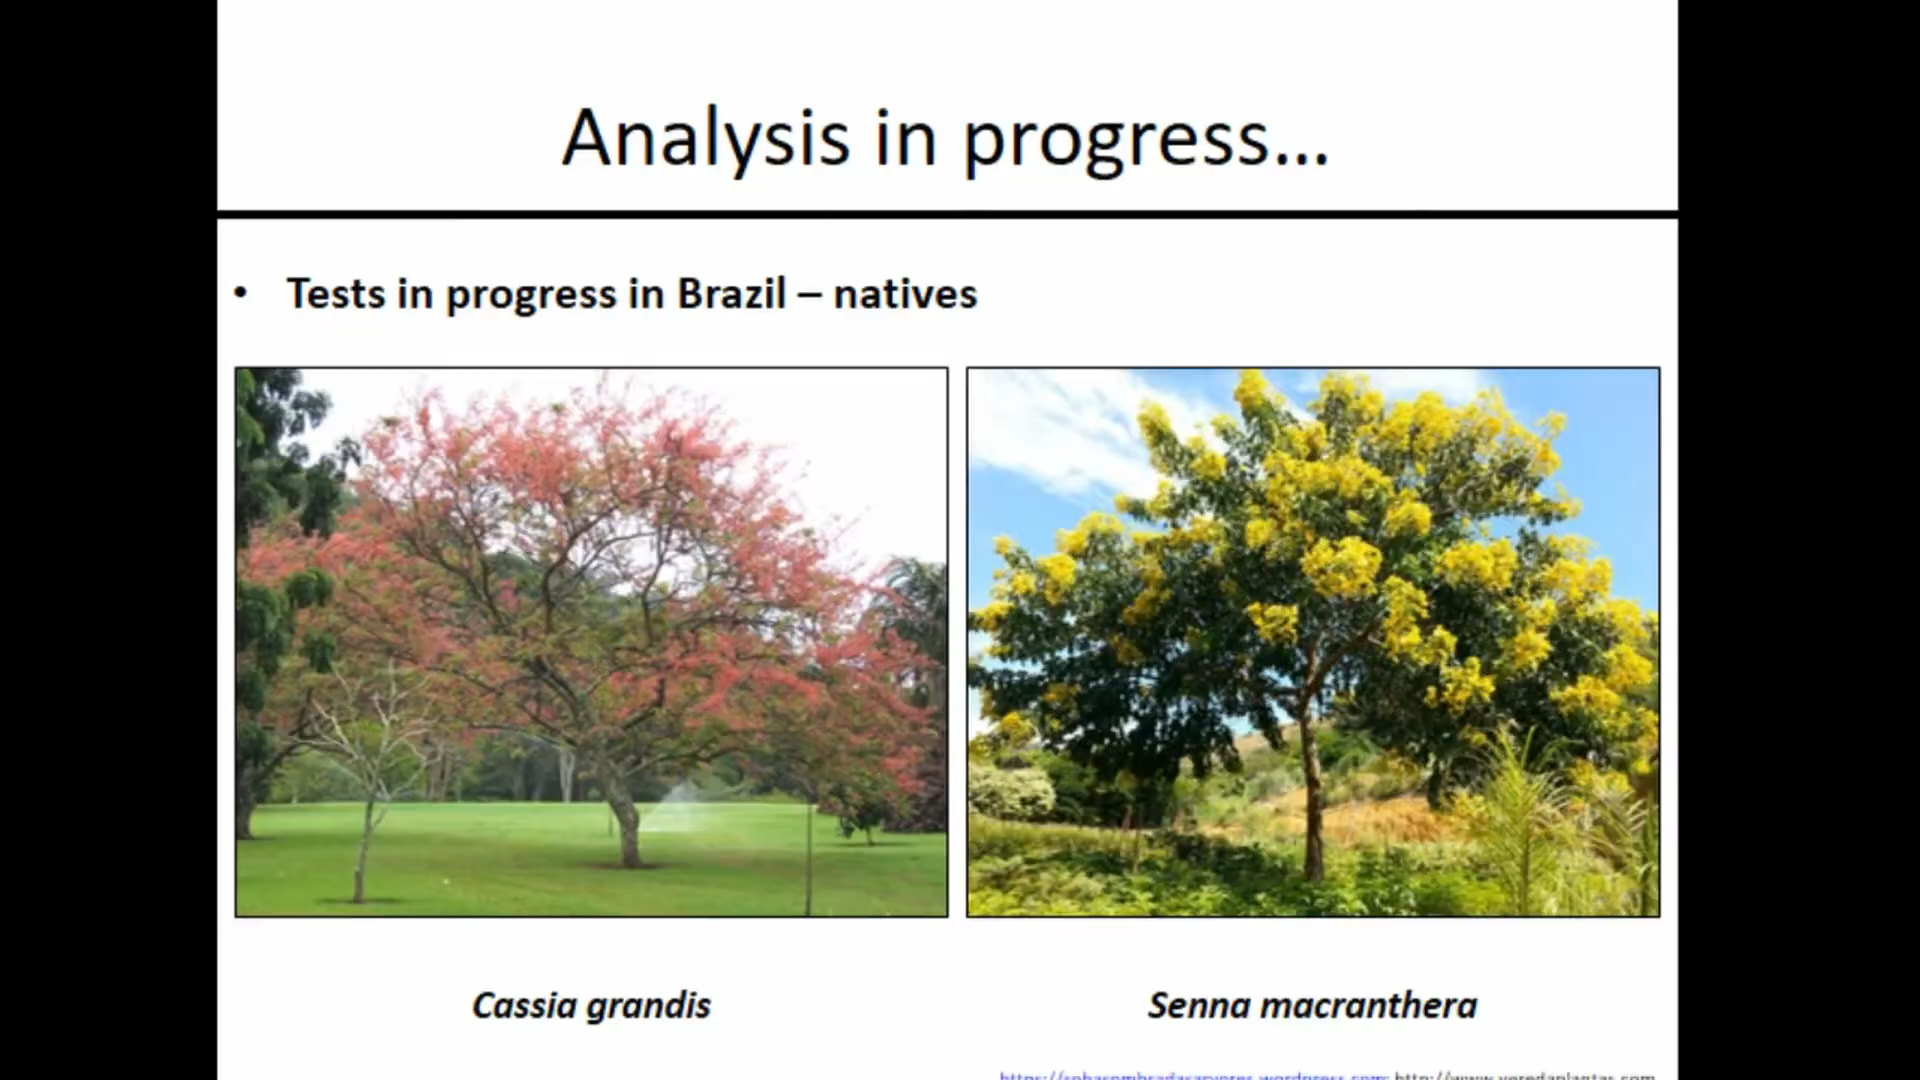 Analysis in progress...
• Tests in progress in Brazil – natives
Cassia grandis
Senna macranthera